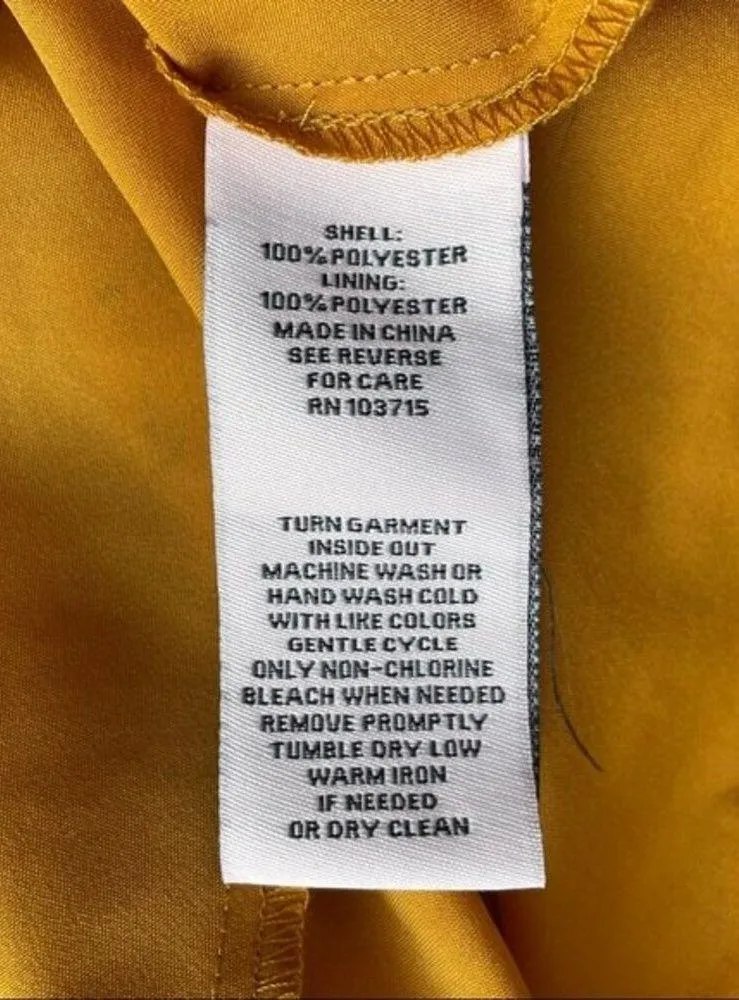 SHELL:
100% POLYESTER
LINING:
100% POLYESTER
MADE IN CHINA
SEE REVERSE
FOR CARE
RN 103715
TURN GARMENT
INSIDE OUT
MACHINE WASH OR
HAND WASH COLD
WITH LIKE COLORS
GENTLE CYCLE
ONLY NON-CHLORINE
BLEACH WHEN NEEDED
REMOVE PROMPTLY
TUMBLE DRY LOW
WARM IRON
IF NEEDED
OR DRY CLEAN